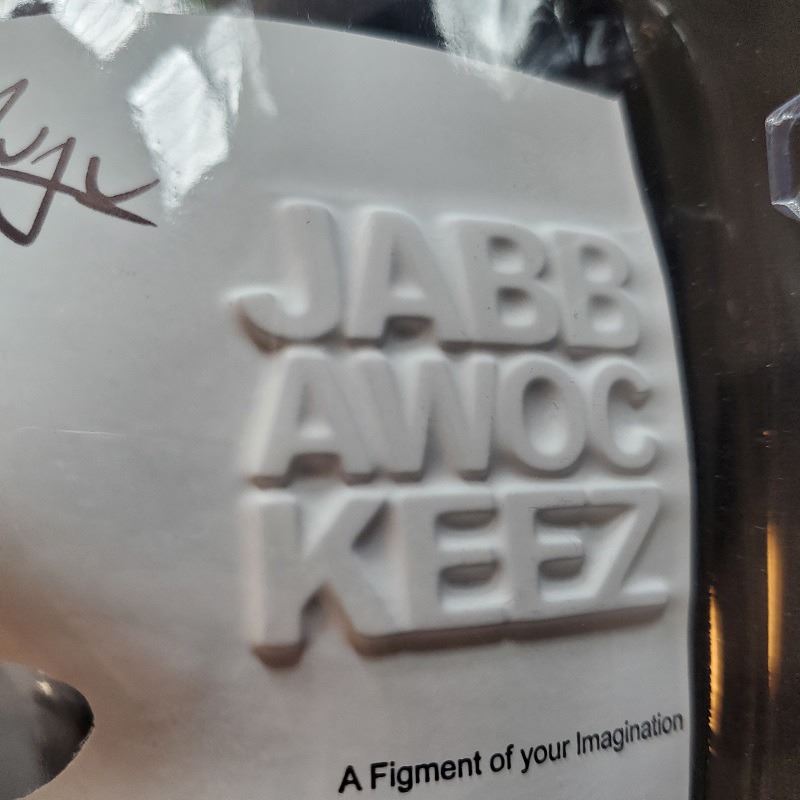 JABB
AWOC
KEEZ
A Figment of your Imagination